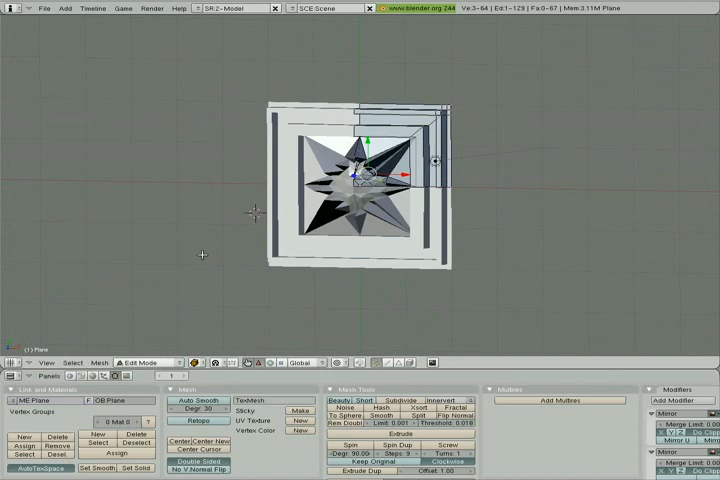 File Add Timeline Game Render Help SR:2-Model SCE:Scene www.blender.org 244 Ve:3-64 | Ed:1-129 | Fa:0-67 | Mem:3.11M Plane
(1) Plane
View Select Mesh Edit Mode Global
Panels 1
Link and Materials Mesh Mesh Tools Multires Modifiers
ME:Plane F OB:Plane
Vertex Groups
0 Mat 0 ?
New Delete New Delete
Assign Remove Select Deselect
Select Desel. Assign
AutoTexSpace Set Smooth Set Solid
Auto Smooth TexMesh:
Degr: 30 Sticky Make
Retopo UV Texture New
Vertex Color New
Center Center New
Center Cursor
Double Sided
No V.Normal Flip
Beauty Short Subdivide Innervert
Noise Hash Xsort Fractal
To Sphere Smooth Split Flip Normal
Rem Doubl Limit: 0.001 Threshold: 0.018
Extrude
Spin Spin Dup Screw
Degr: 90.00 Steps: 9 Turns: 1
Keep Original Clockwise
Extrude Dup Offset: 1.00
Add Multires
Add Modifier
Mirror
Merge Limit: 0.00
X Y Z Do Clip
Mirror U Mirro
Mirror
Merge Limit: 0.00
X Y Z Do Clip